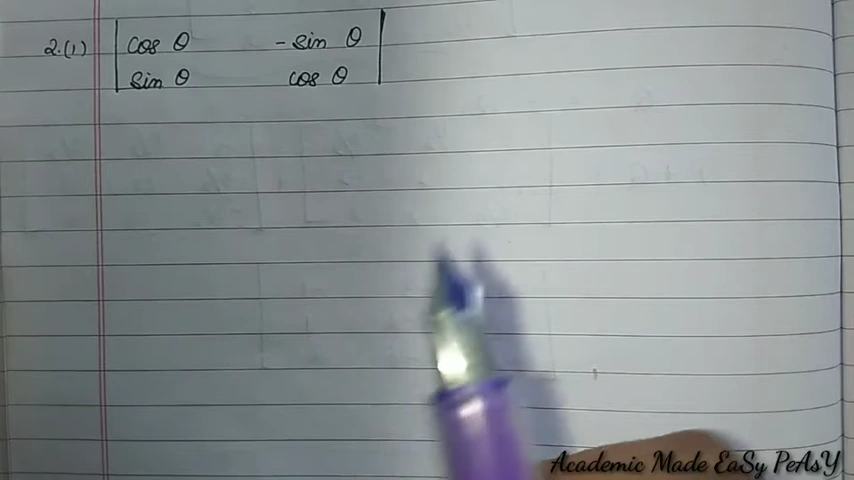 2.(1) | cos θ - sin θ |
| sin θ cos θ |
Academic Made EaSy PeAsY